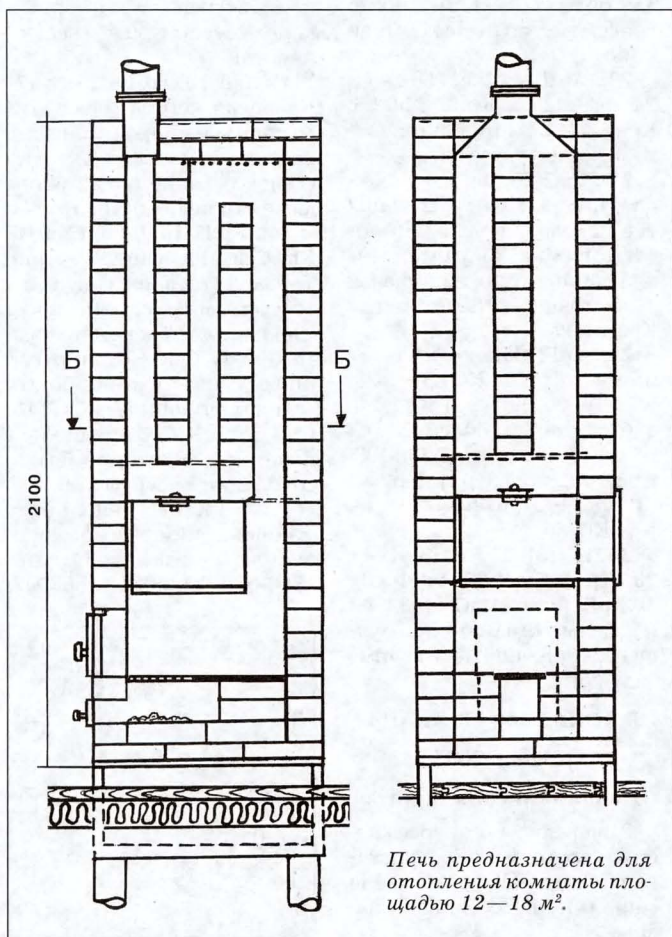 Б
Б
2100
Печь предназначена для
отопления комнаты пло-
щадью 12—18 м².